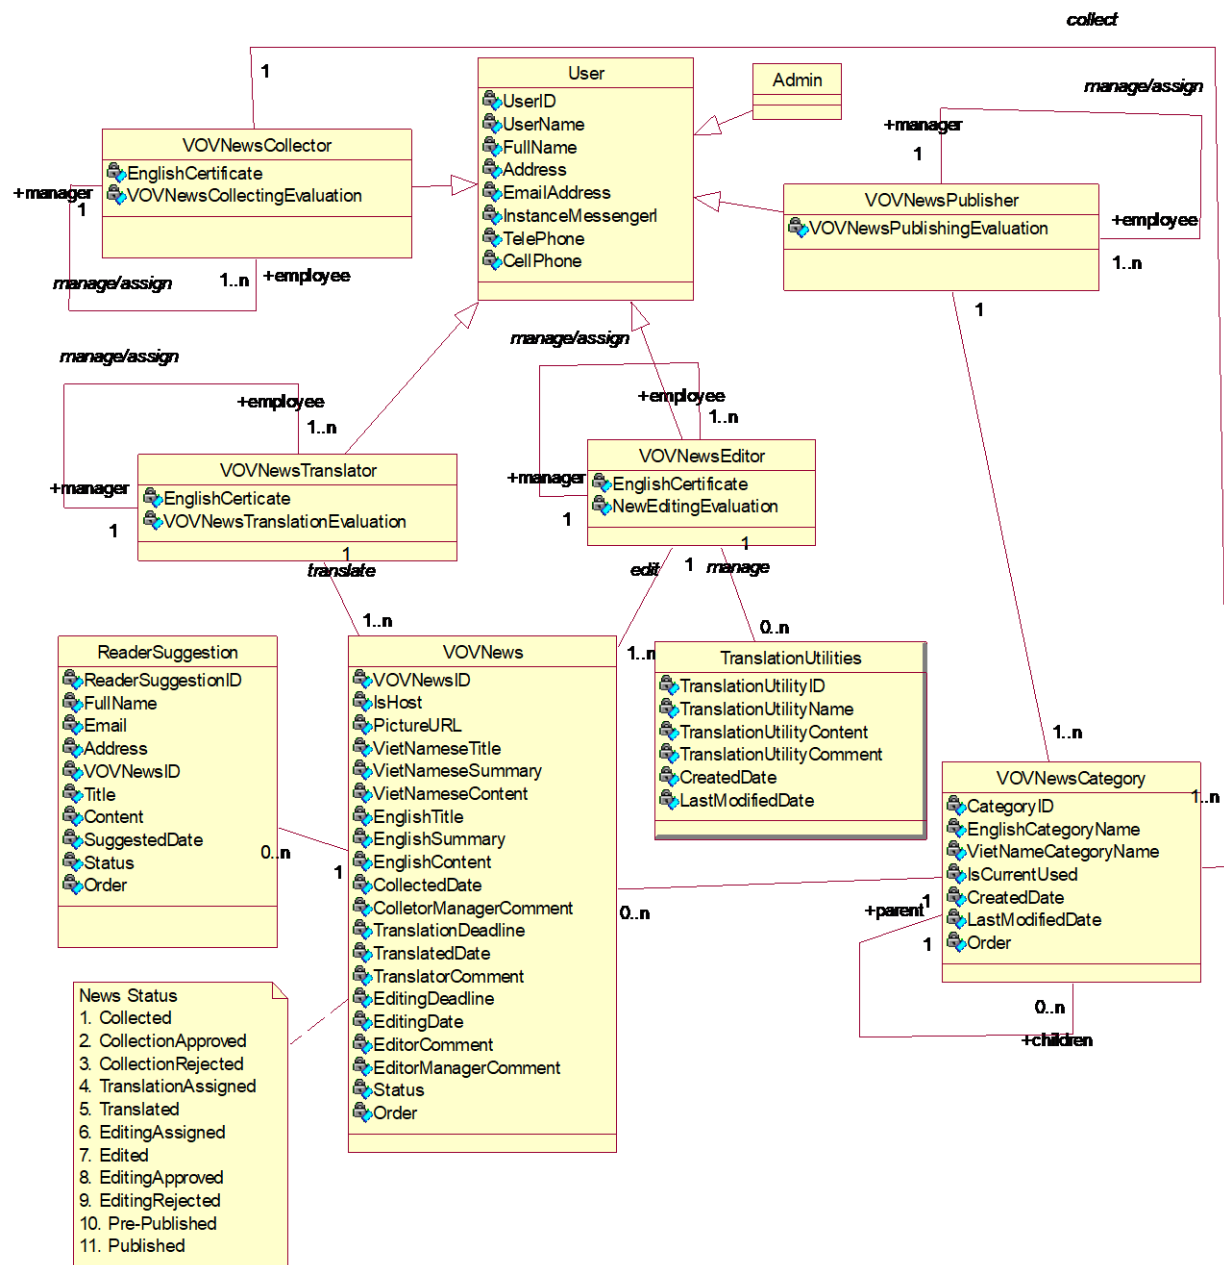 collect
1
User
UserID
UserName
FullName
Address
EmailAddress
InstanceMessengerI
TelePhone
CellPhone
Admin
manage/assign
+manager
1
VOVNewsCollector
EnglishCertificate
VOVNewsCollectingEvaluation
+manager
1
1..n
+employee
manage/assign
VOVNewsPublisher
VOVNewsPublishingEvaluation
+employee
1..n
1
manage/assign
+employee
1..n
+manager
1
VOVNewsTranslator
EnglishCerticate
VOVNewsTranslationEvaluation
1
translate
1..n
manage/assign
+employee
1..n
+manager
1
VOVNewsEditor
EnglishCertificate
NewEditingEvaluation
1
edit
1
manage
1..n
0..n
ReaderSuggestion
ReaderSuggestionID
FullName
Email
Address
VOVNewsID
Title
Content
SuggestedDate
Status
Order
0..n
1
VOVNews
VOVNewsID
IsHost
PictureURL
VietNameseTitle
VietNameseSummary
VietNameseContent
EnglishTitle
EnglishSummary
EnglishContent
CollectedDate
ColletorManagerComment
TranslationDeadline
TranslatedDate
TranslatorComment
EditingDeadline
EditingDate
EditorComment
EditorManagerComment
Status
Order
TranslationUtilities
TranslationUtilityID
TranslationUtilityName
TranslationUtilityContent
TranslationUtilityComment
CreatedDate
LastModifiedDate
1..n
VOVNewsCategory
CategoryID
EnglishCategoryName
VietNameCategoryName
IsCurrentUsed
CreatedDate
LastModifiedDate
Order
1..n
0..n
1
+parent
1
0..n
+children
News Status
1. Collected
2. CollectionApproved
3. CollectionRejected
4. TranslationAssigned
5. Translated
6. EditingAssigned
7. Edited
8. EditingApproved
9. EditingRejected
10. Pre-Published
11. Published